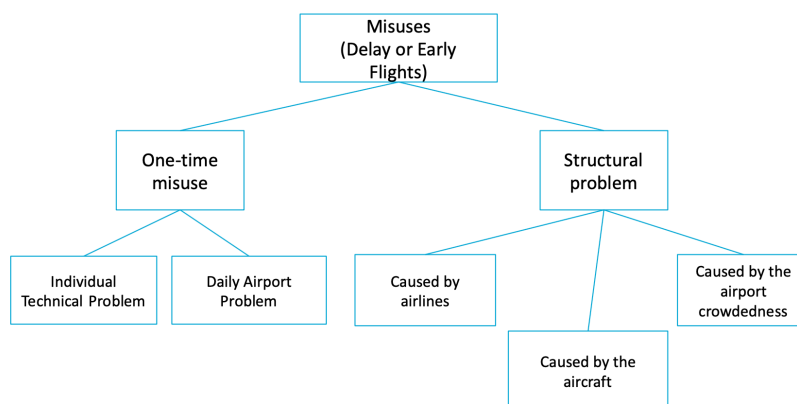 Misuses
(Delay or Early
Flights)
One-time
misuse
Structural
problem
Individual
Technical Problem
Daily Airport
Problem
Caused by
airlines
Caused by the
aircraft
Caused by the
airport
crowdedness